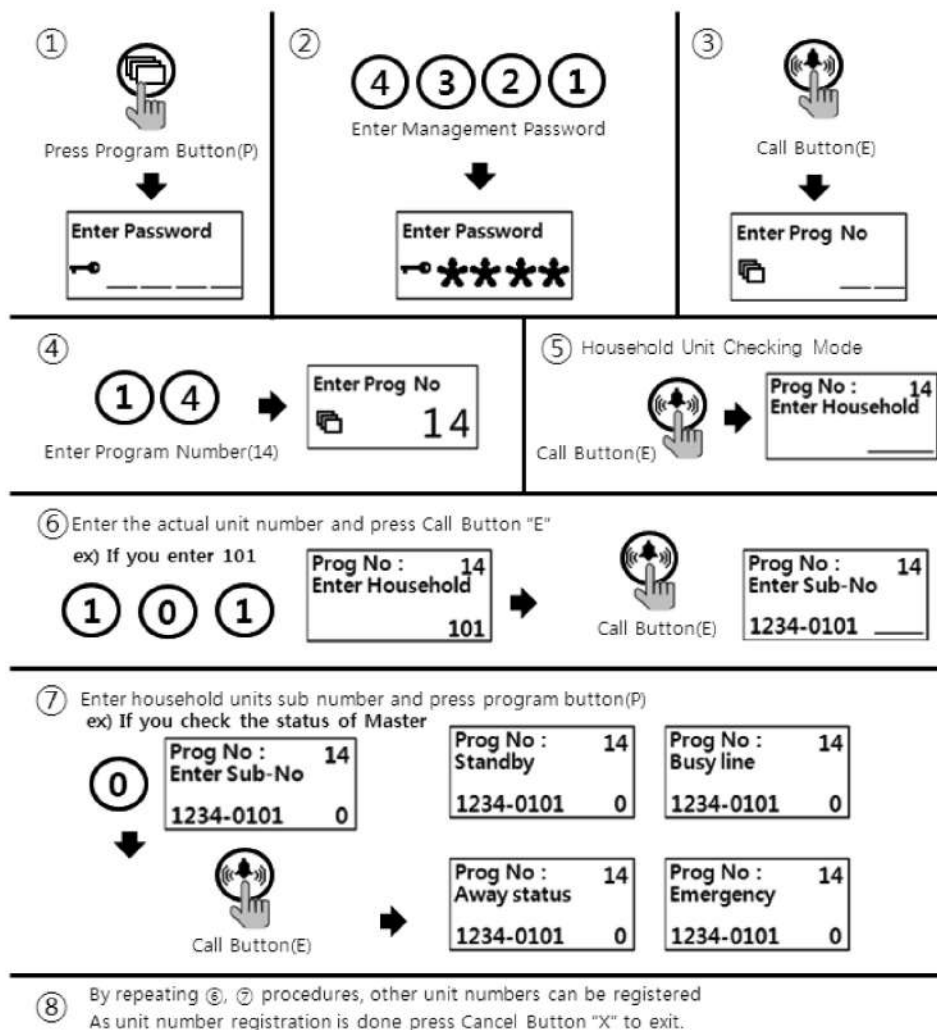 ①
Press Program Button(P)
Enter Password
②
4 3 2 1
Enter Management Password
Enter Password
③
Call Button(E)
Enter Prog No
④
1 4
Enter Program Number(14)
Enter Prog No
14
⑤ Household Unit Checking Mode
Call Button(E)
Prog No : 14
Enter Household
⑥ Enter the actual unit number and press Call Button "E"
ex) If you enter 101
1 0 1
Prog No : 14
Enter Household
101
Call Button(E)
Prog No : 14
Enter Sub-No
1234-0101
⑦ Enter household units sub number and press program button(P)
ex) If you check the status of Master
0
Prog No : 14
Enter Sub-No
1234-0101 0
Call Button(E)
Prog No : 14
Standby
1234-0101 0
Prog No : 14
Busy line
1234-0101 0
Prog No : 14
Away status
1234-0101 0
Prog No : 14
Emergency
1234-0101 0
⑧ By repeating ⑥, ⑦ procedures, other unit numbers can be registered
As unit number registration is done press Cancel Button "X" to exit.